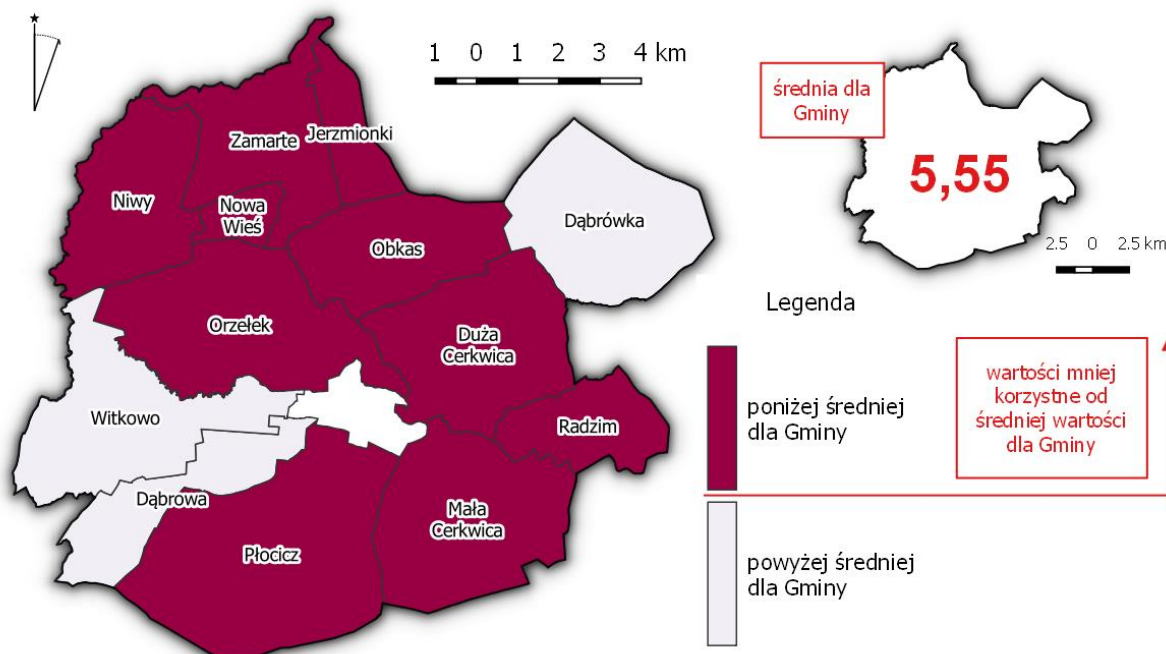 1 0 1 2 3 4 km
średnia dla
Gminy
5,55
2.5 0 2.5 km
Jerzmionki
Zamarte
Niwy
Nowa
Wieś
Dąbrówka
Obkas
Orzełek
Duża
Cerkwica
Witkowo
Radzim
Dąbrowa
Mała
Cerkwica
Płocicz
Legenda
poniżej średniej
dla Gminy
wartości mniej
korzystne od
średniej wartości
dla Gminy
powyżej średniej
dla Gminy